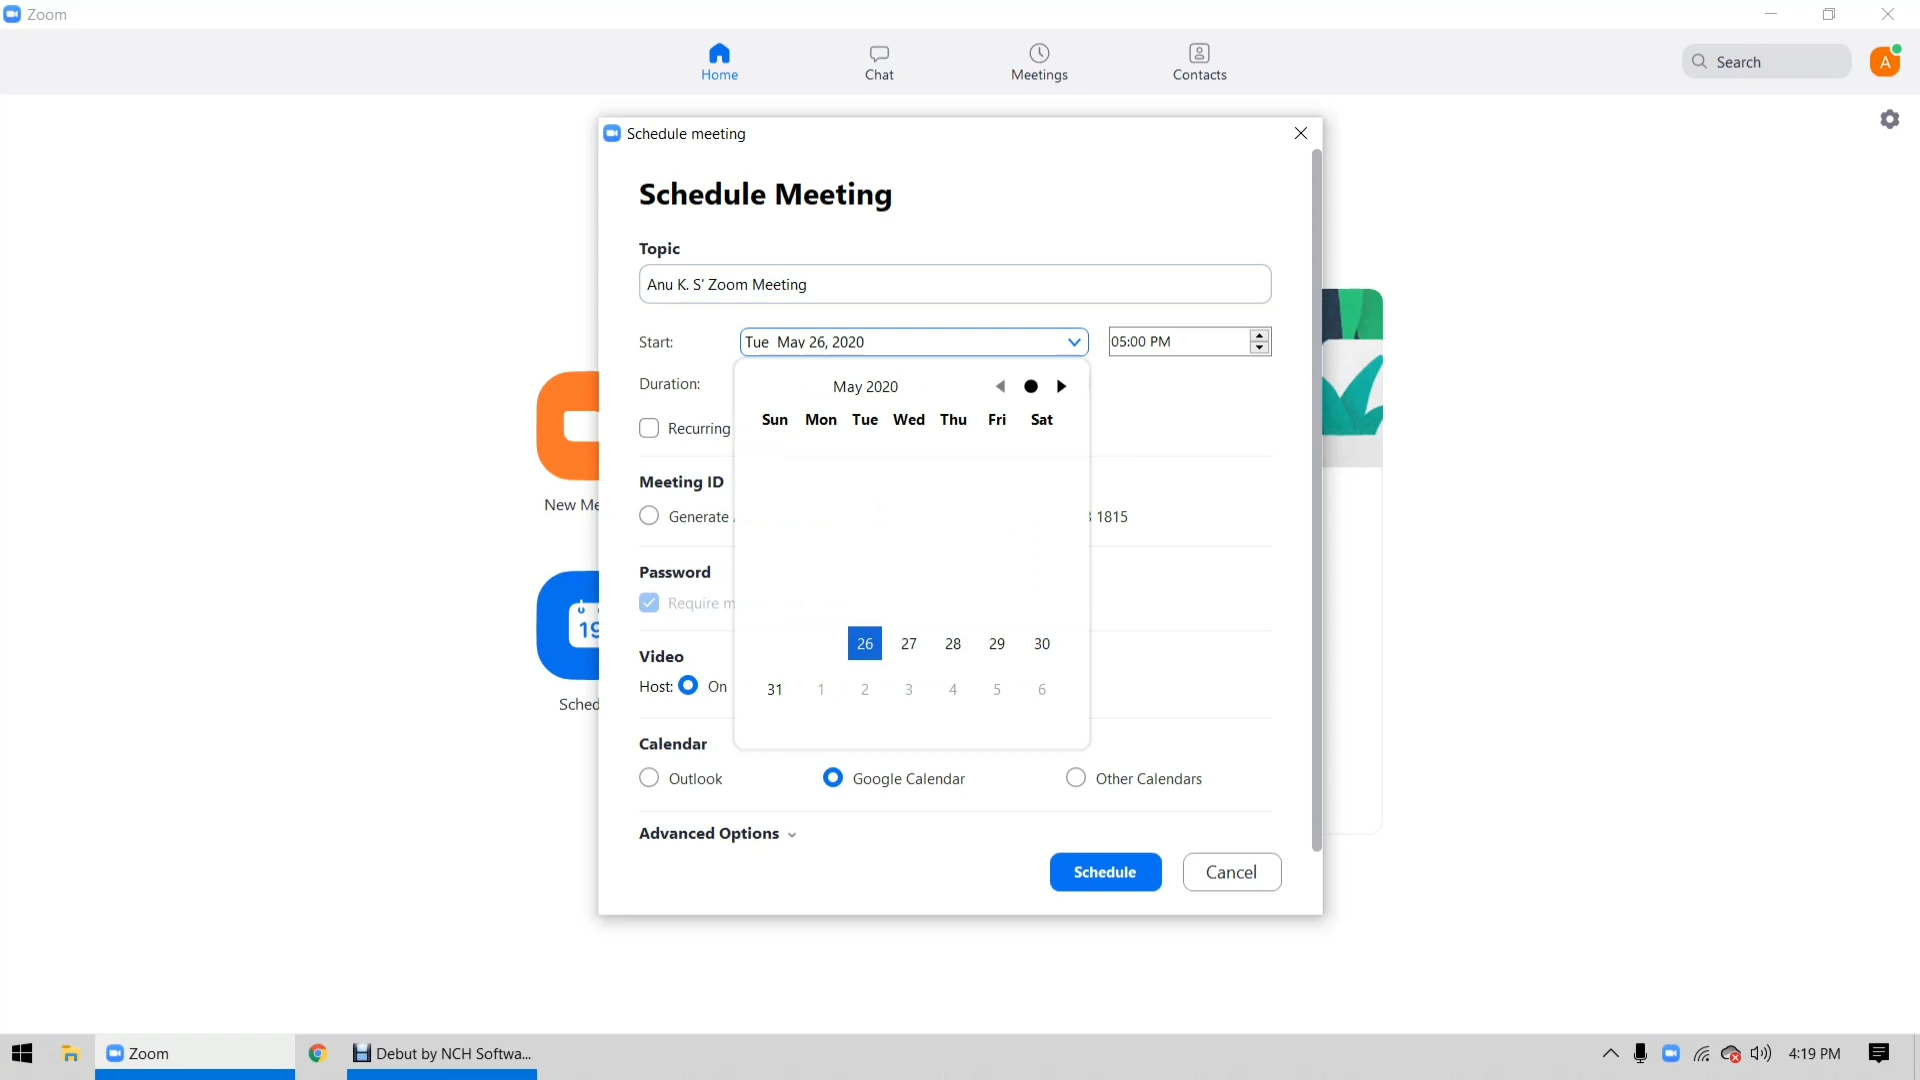 Zoom
Home
Chat
Meetings
Contacts
Search
A
Schedule meeting
Schedule Meeting
Topic
Anu K. S' Zoom Meeting
Start:
Tue May 26, 2020
05:00 PM
Duration:
May 2020
Sun Mon Tue Wed Thu Fri Sat
Recurring
Meeting ID
New Me
Generate
1815
Password
Require m
26 27 28 29 30
19
Video
Host: On
31 1 2 3 4 5 6
Sched
Calendar
Outlook
Google Calendar
Other Calendars
Advanced Options
Schedule
Cancel
Zoom
Debut by NCH Softwa...
4:19 PM